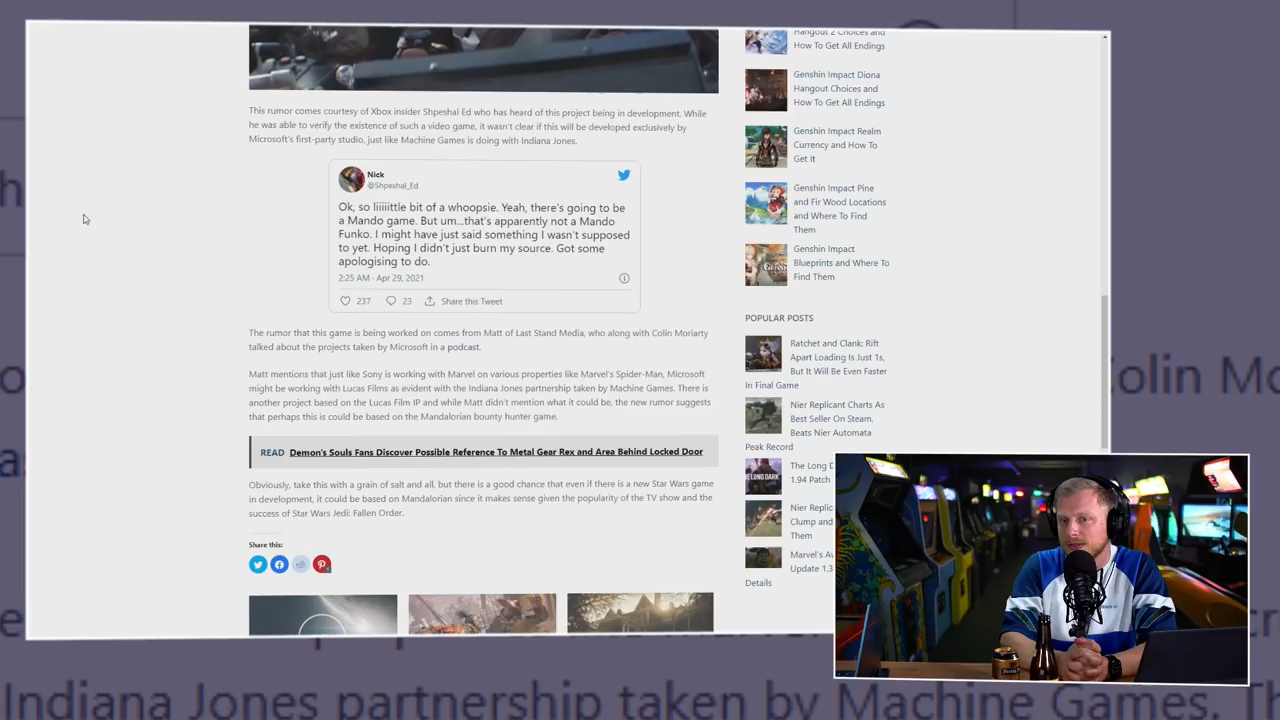 This rumor comes courtesy of Xbox insider Shpeshal Ed who has heard of this project being in development. While
he was able to verify the existence of such a video game, it wasn't clear if this will be developed exclusively by
Microsoft's first-party studio, just like Machine Games is doing with Indiana Jones.
Nick
@Shpeshal_Ed
Ok, so liiiiittle bit of a whoopsie. Yeah, there's going to be
a Mando game. But um...that's apparently not a Mando
Funko. I might have just said something I wasn't supposed
to yet. Hoping I didn't just burn my source. Got some
apologising to do.
2:25 AM · Apr 29, 2021
237 23 Share this Tweet
The rumor that this game is being worked on comes from Matt of Last Stand Media, who along with Colin Moriarty
talked about the projects taken by Microsoft in a podcast.
Matt mentions that just like Sony is working with Marvel on various properties like Marvel's Spider-Man, Microsoft
might be working with Lucas Films as evident with the Indiana Jones partnership taken by Machine Games. There is
another project based on the Lucas Film IP and while Matt didn't mention what it could be, the new rumor suggests
that perhaps this is could be based on the Mandalorian bounty hunter game.
READ Demon's Souls Fans Discover Possible Reference To Metal Gear Rex and Area Behind Locked Door
Obviously, take this with a grain of salt and all, but there is a good chance that even if there is a new Star Wars game
in development, it could be based on Mandalorian since it makes sense given the popularity of the TV show and the
success of Star Wars Jedi: Fallen Order.
Share this:
Hangout 2 Choices and
How To Get All Endings
Genshin Impact Diona
Hangout Choices and
How To Get All Endings
Genshin Impact Realm
Currency and How To
Get It
Genshin Impact Pine
and Fir Wood Locations
and Where To Find
Them
Genshin Impact
Blueprints and Where To
Find Them
POPULAR POSTS
Ratchet and Clank: Rift
Apart Loading Is Just 1s,
But It Will Be Even Faster
In Final Game
Nier Replicant Charts As
Best Seller On Steam,
Beats Nier Automata
Peak Record
The Long D
1.94 Patch
Nier Replic
Clump and
Them
Marvel's Av
Update 1.3
Details
Colin Mo
Indiana Jones partnership taken by Machine Games. Th